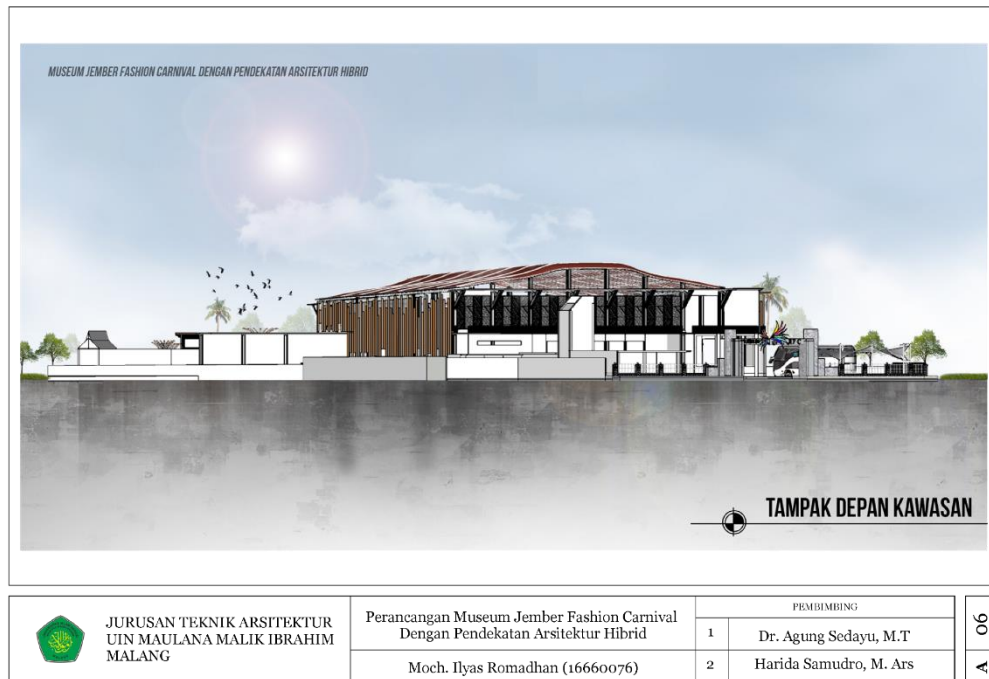 MUSEUM JEMBER FASHION CARNIVAL DENGAN PENDEKATAN ARSITEKTUR HIBRID
TAMPAK DEPAN KAWASAN
JURUSAN TEKNIK ARSITEKTUR
UIN MAULANA MALIK IBRAHIM
MALANG
Perancangan Museum Jember Fashion Carnival
Dengan Pendekatan Arsitektur Hibrid
Moch. Ilyas Romadhan (16660076)
PEMBIMBING
1 Dr. Agung Sedayu, M.T
2 Harida Samudro, M. Ars
A 06